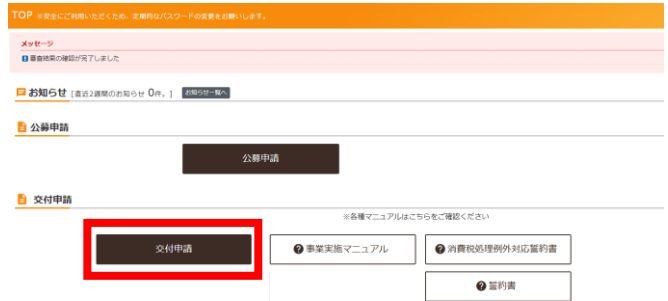 TOP ※安全にご利用いただくため、定期的なパスワードの変更をお願いします。
メッセージ
審査結果の確認が完了しました
お知らせ [直近2週間のお知らせ 0件。] お知らせ一覧へ
公募申請
公募申請
交付申請
※各種マニュアルはこちらをご確認ください
交付申請 事業実施マニュアル 消費税処理例外対応誓約書
誓約書